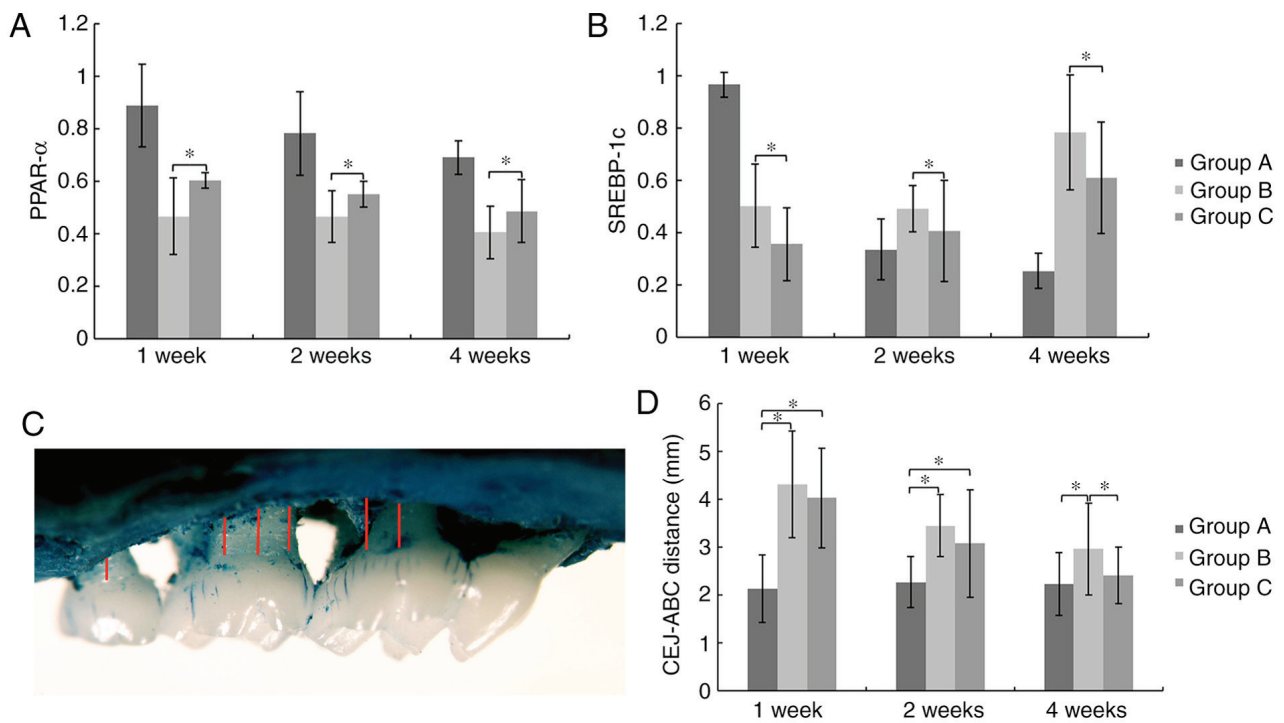 A
PPAR-α
1.2
1
0.8
0.6
0.4
0.2
0
*
*
*
1 week
2 weeks
4 weeks
B
SREBP-1c
1.2
1
0.8
0.6
0.4
0.2
0
*
*
*
1 week
2 weeks
4 weeks
Group A
Group B
Group C
C
D
CEJ-ABC distance (mm)
6
5
4
3
2
1
0
*
*
*
*
*
*
1 week
2 weeks
4 weeks
Group A
Group B
Group C